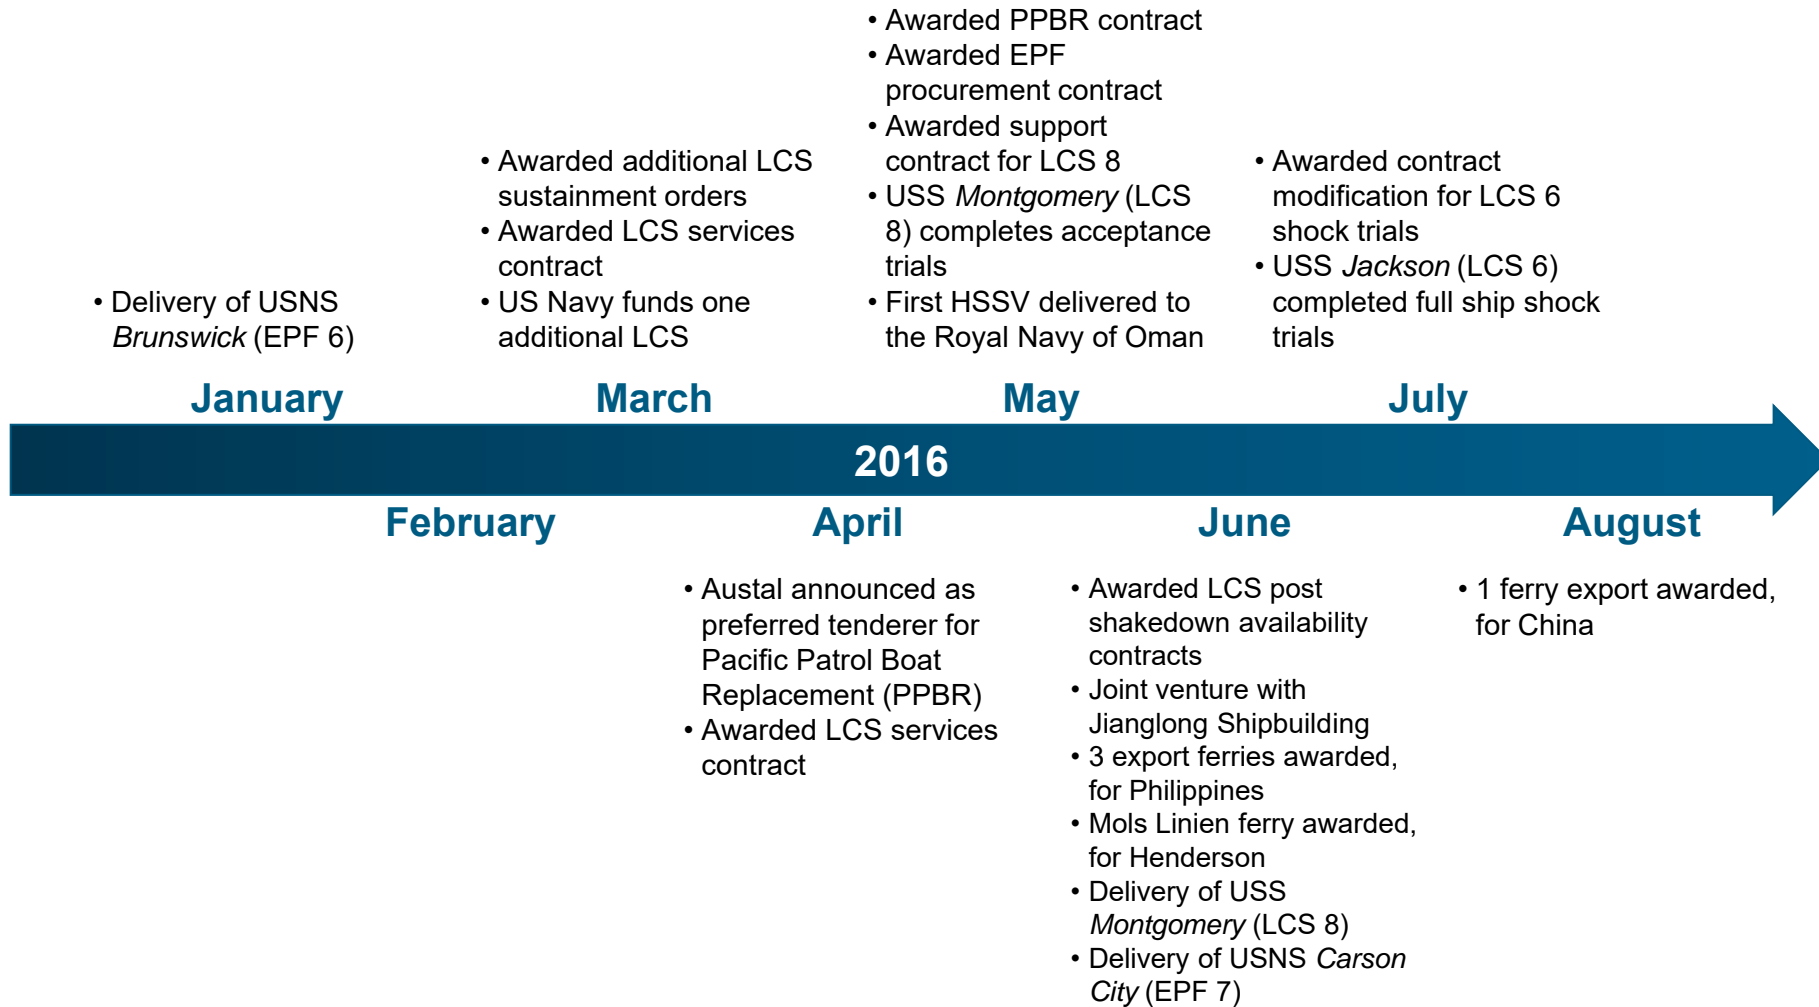 • Delivery of USNS
Brunswick (EPF 6)
January
• Awarded additional LCS
sustainment orders
• Awarded LCS services
contract
• US Navy funds one
additional LCS
March
• Awarded PPBR contract
• Awarded EPF
procurement contract
• Awarded support
contract for LCS 8
• USS Montgomery (LCS
8) completes acceptance
trials
• First HSSV delivered to
the Royal Navy of Oman
May
• Awarded contract
modification for LCS 6
shock trials
• USS Jackson (LCS 6)
completed full ship shock
trials
July
2016
February
April
• Austal announced as
preferred tenderer for
Pacific Patrol Boat
Replacement (PPBR)
• Awarded LCS services
contract
June
• Awarded LCS post
shakedown availability
contracts
• Joint venture with
Jianglong Shipbuilding
• 3 export ferries awarded,
for Philippines
• Mols Linien ferry awarded,
for Henderson
• Delivery of USS
Montgomery (LCS 8)
• Delivery of USNS Carson
City (EPF 7)
August
• 1 ferry export awarded,
for China